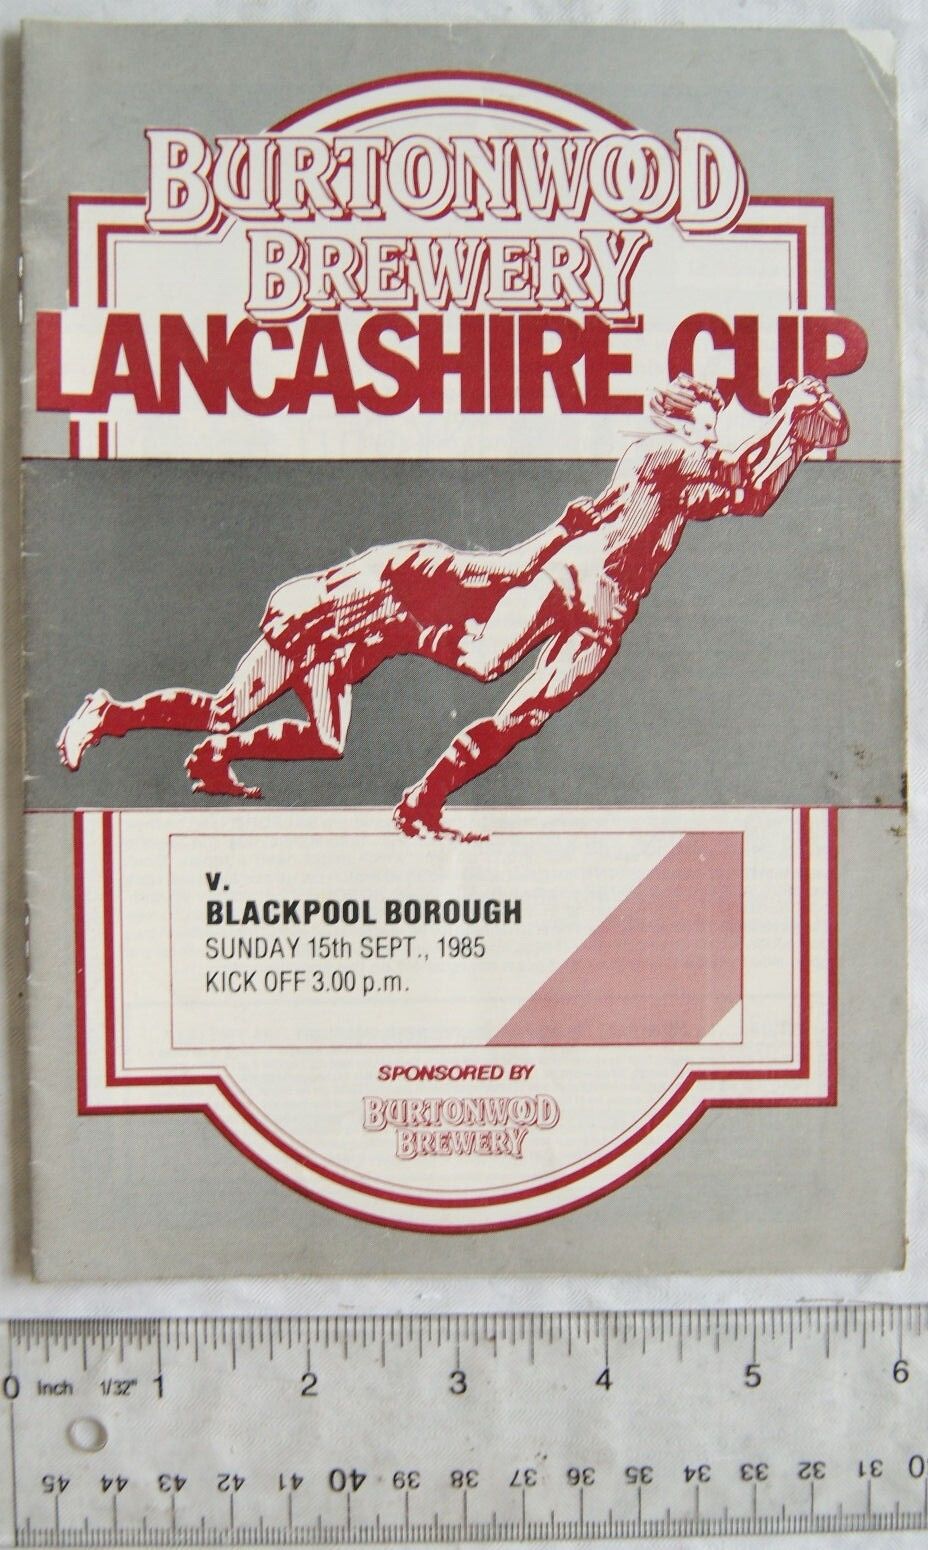 BURTONWOOD
BREWERY
LANCASHIRE CUP
v.
BLACKPOOL BOROUGH
SUNDAY 15th SEPT., 1985
KICK OFF 3.00 p.m.
SPONSORED BY
BURTONWOOD
BREWERY
0 Inch 1/32" 1 2 3 4 5 6
45 44 43 42 41 40 39 38 37 36 35 34 33 32 31